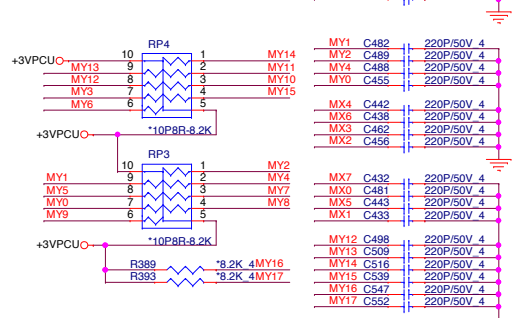 RP4
+3VPCU 10 1 MY14
MY13 9 2 MY11
MY12 8 3 MY10
MY3 7 4 MY15
MY6 6 5
+3VPCU *10P8R-8.2K
RP3
10 1 MY2
MY1 9 2 MY4
MY5 8 3 MY7
MY0 7 4 MY8
MY9 6 5
+3VPCU *10P8R-8.2K
R389 *8.2K_4 MY16
R393 *8.2K_4 MY17
MY1 C482 220P/50V_4
MY2 C489 220P/50V_4
MY4 C488 220P/50V_4
MY0 C455 220P/50V_4
MX4 C442 220P/50V_4
MX6 C438 220P/50V_4
MX3 C462 220P/50V_4
MX2 C456 220P/50V_4
MX7 C432 220P/50V_4
MX0 C481 220P/50V_4
MX5 C443 220P/50V_4
MX1 C433 220P/50V_4
MY12 C498 220P/50V_4
MY13 C509 220P/50V_4
MY14 C516 220P/50V_4
MY15 C539 220P/50V_4
MY16 C547 220P/50V_4
MY17 C552 220P/50V_4